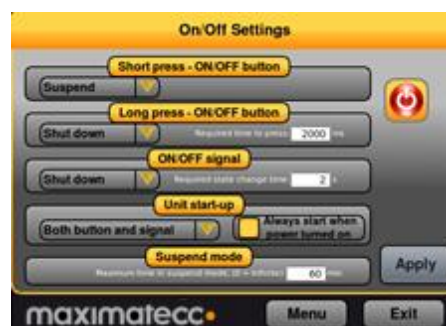 On/Off Settings
Short press - ON/OFF button
Suspend
Long press - ON/OFF button
Shut down
Required time to press: 2000 ms
ON/OFF signal
Shut down
Required state change time 2 s
Unit start-up
Both button and signal
Always start when
power turned on
Suspend mode
Maximum time in suspend mode, (0 = infinite) 60 min
Apply
maximatecc
Menu
Exit